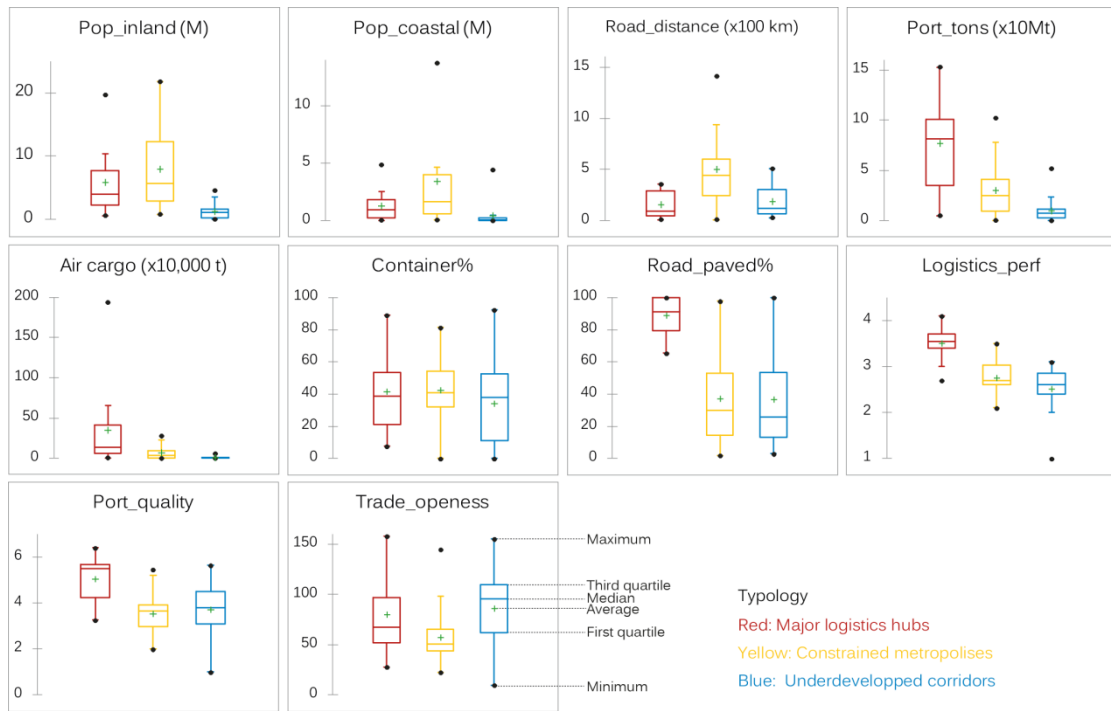 Pop_inland (M)
20
10
0
Pop_coastal (M)
10
5
0
Road_distance (x100 km)
15
10
5
0
Port_tons (x10Mt)
15
10
5
0
Air cargo (x10,000 t)
200
150
100
50
0
Container%
100
80
60
40
20
0
Road_paved%
100
80
60
40
20
0
Logistics_perf
4
3
2
1
Port_quality
6
4
2
0
Trade_openess
150
100
50
0
Maximum
Third quartile
Median
Average
First quartile
Minimum
Typology
Red: Major logistics hubs
Yellow: Constrained metropolises
Blue: Underdevelopped corridors